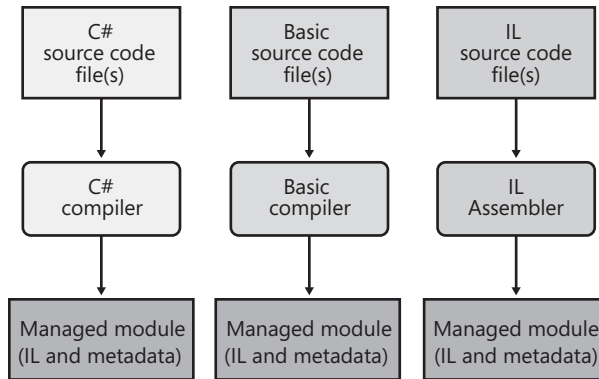 C#
source code
file(s)
Basic
source code
file(s)
IL
source code
file(s)
C#
compiler
Basic
compiler
IL
Assembler
Managed module
(IL and metadata)
Managed module
(IL and metadata)
Managed module
(IL and metadata)